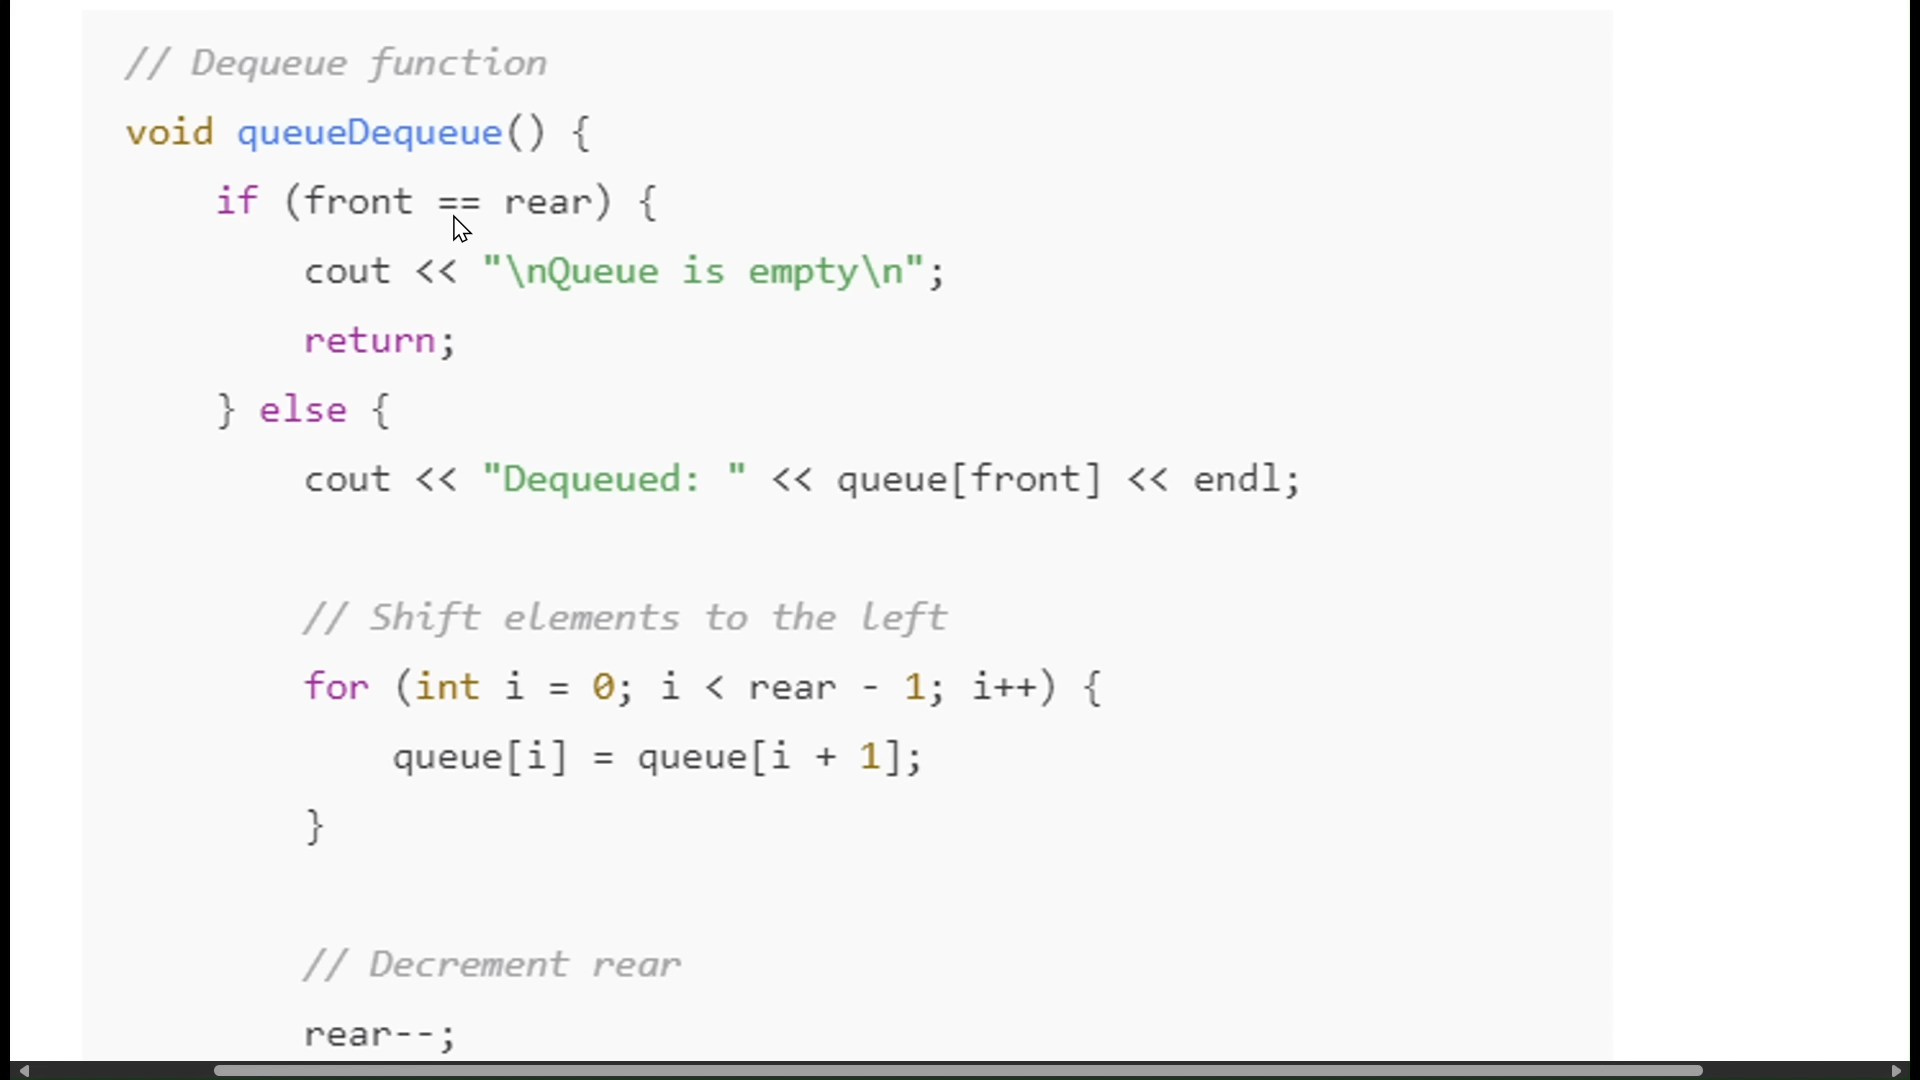 // Dequeue function
void queueDequeue() {
if (front == rear) {
cout << "\nQueue is empty\n";
return;
} else {
cout << "Dequeued: " << queue[front] << endl;
// Shift elements to the left
for (int i = 0; i < rear - 1; i++) {
queue[i] = queue[i + 1];
}
// Decrement rear
rear--;